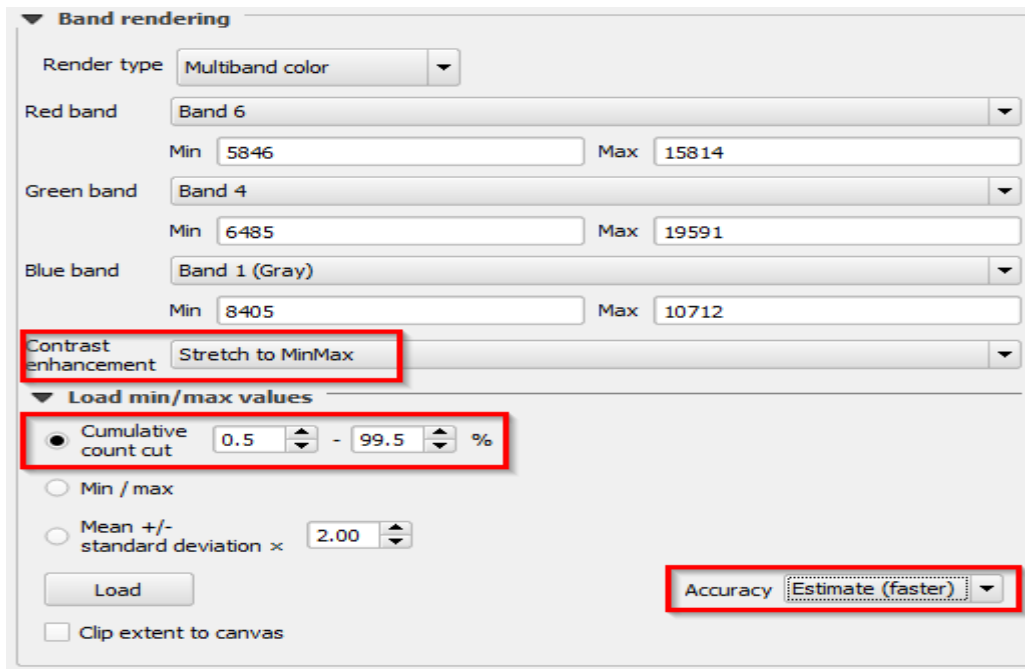 Band rendering
Render type Multiband color
Red band Band 6
Min 5846 Max 15814
Green band Band 4
Min 6485 Max 19591
Blue band Band 1 (Gray)
Min 8405 Max 10712
Contrast
enhancement Stretch to MinMax
Load min/max values
Cumulative
count cut 0.5 - 99.5 %
Min / max
Mean +/-
standard deviation × 2.00
Load Accuracy Estimate (faster)
Clip extent to canvas